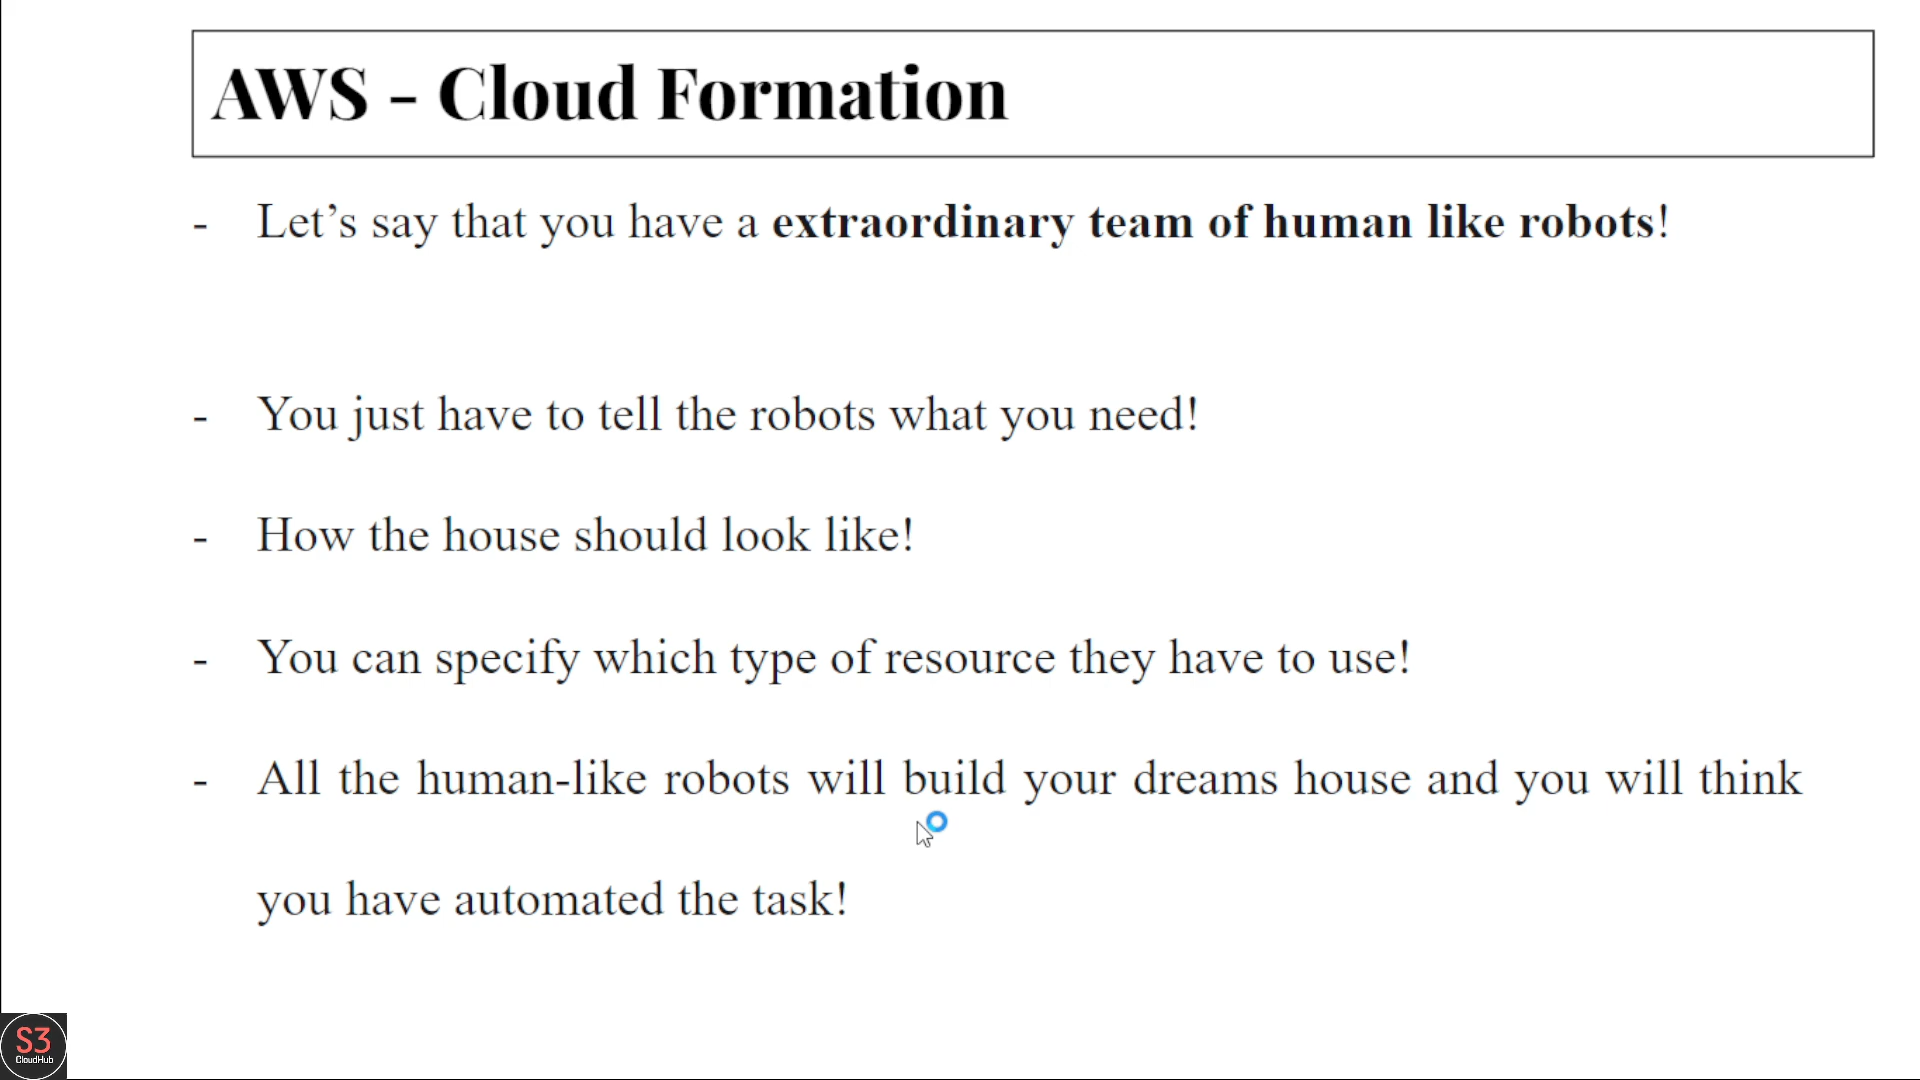 AWS - Cloud Formation
- Let’s say that you have a extraordinary team of human like robots!
- You just have to tell the robots what you need!
- How the house should look like!
- You can specify which type of resource they have to use!
- All the human-like robots will build your dreams house and you will think
you have automated the task!
S3
CloudHub